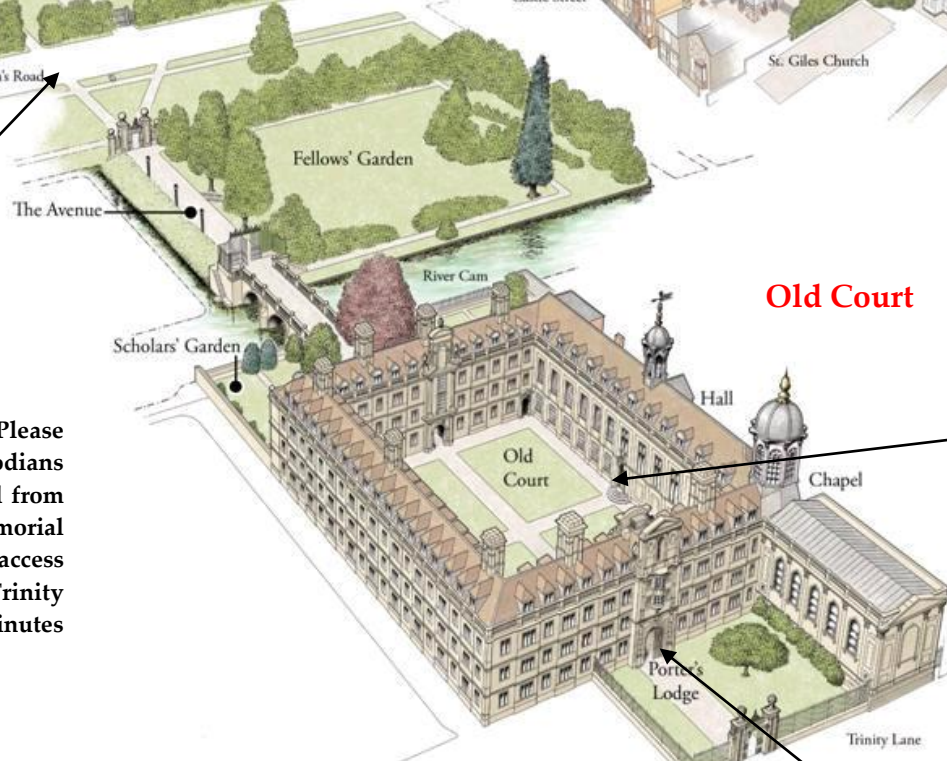 St. Giles Church
's Road
Fellows' Garden
The Avenue
River Cam
Old Court
Scholars' Garden
Hall
Please
odians
from
Old
Court
Chapel
morial
access
Trinity
inutes
Porter's
Lodge
Trinity Lane